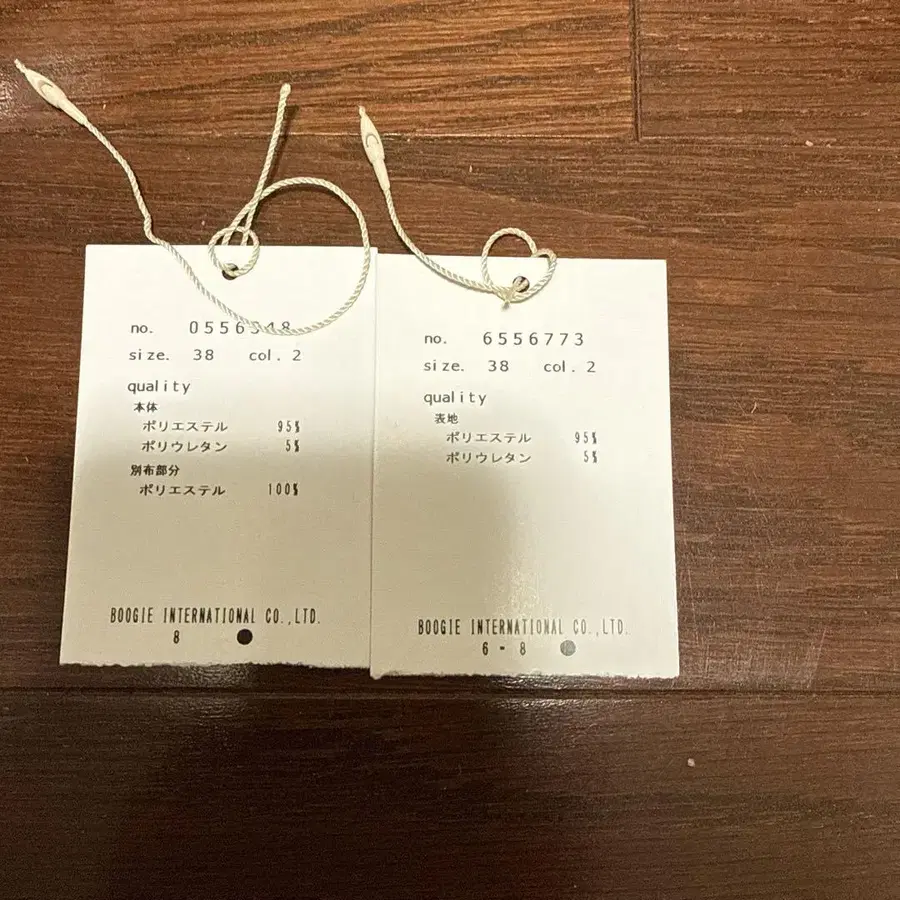 no. 0556548
size. 38 col. 2
quality
本体
ポリエステル 95%
ポリウレタン 5%
別布部分
ポリエステル 100%
BOOGIE INTERNATIONAL CO.,LTD.
8
no. 6556773
size. 38 col. 2
quality
表地
ポリエステル 95%
ポリウレタン 5%
BOOGIE INTERNATIONAL CO.,LTD.
6 - 8